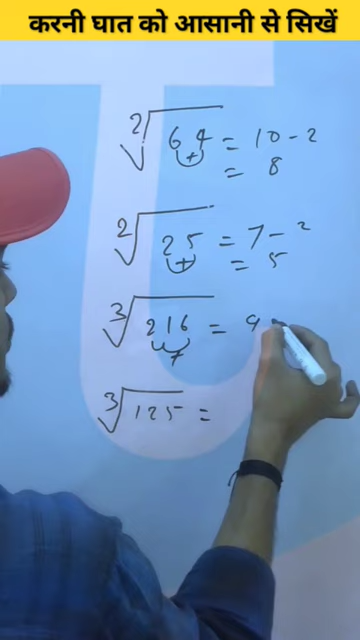 करनी घात को आसानी से सिखें
²√64 = 10 - 2
+
= 8
²√25 = 7 - 2
+
= 5
³√216 = 9
+
³√125 =